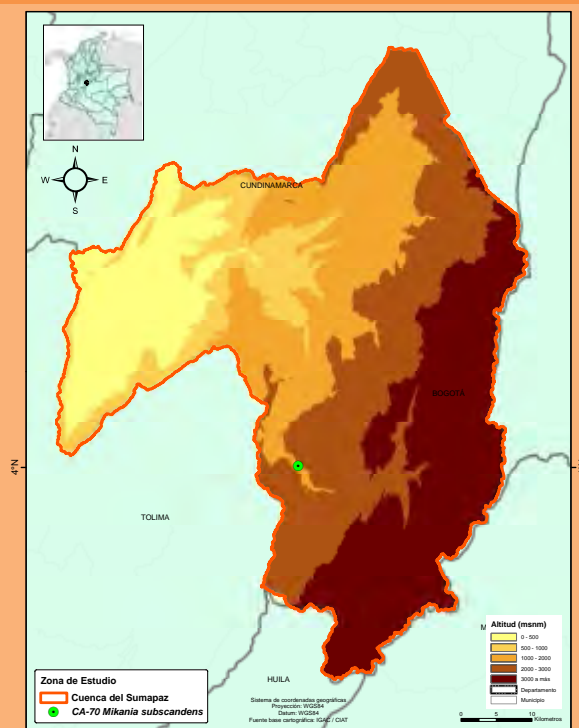 N
W E
S
CUNDINAMARCA
BOGOTA
4°N
TOLIMA
HUILA
M
Altitud (msnm)
0 - 500
500 - 1000
1000 - 2000
2000 - 3000
3000 a más
Departamento
Municipio
Zona de Estudio
Cuenca del Sumapaz
CA-70 Mikania subscandens
Sistema de coordenadas geográficas
Proyección: WGS84
Datum: WGS84
Fuente base cartográfica: IGAC / CIAT
0 5 10
Kilometros